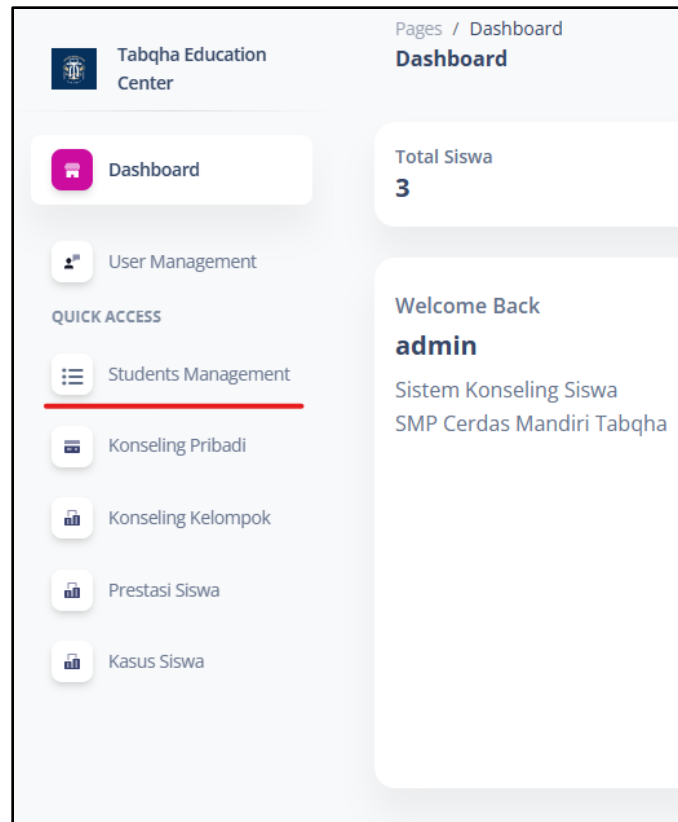 Tabqha Education
Center
Dashboard
User Management
QUICK ACCESS
Students Management
Konseling Pribadi
Konseling Kelompok
Prestasi Siswa
Kasus Siswa
Pages / Dashboard
Dashboard
Total Siswa
3
Welcome Back
admin
Sistem Konseling Siswa
SMP Cerdas Mandiri Tabqha